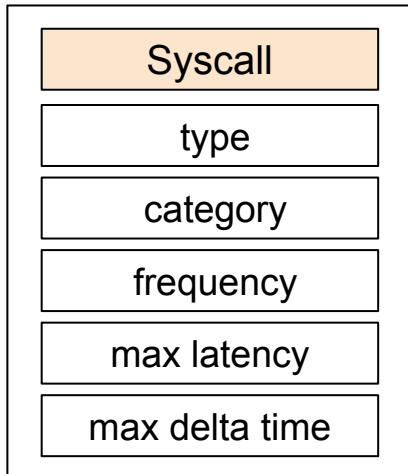 Syscall
type
category
frequency
max latency
max delta time